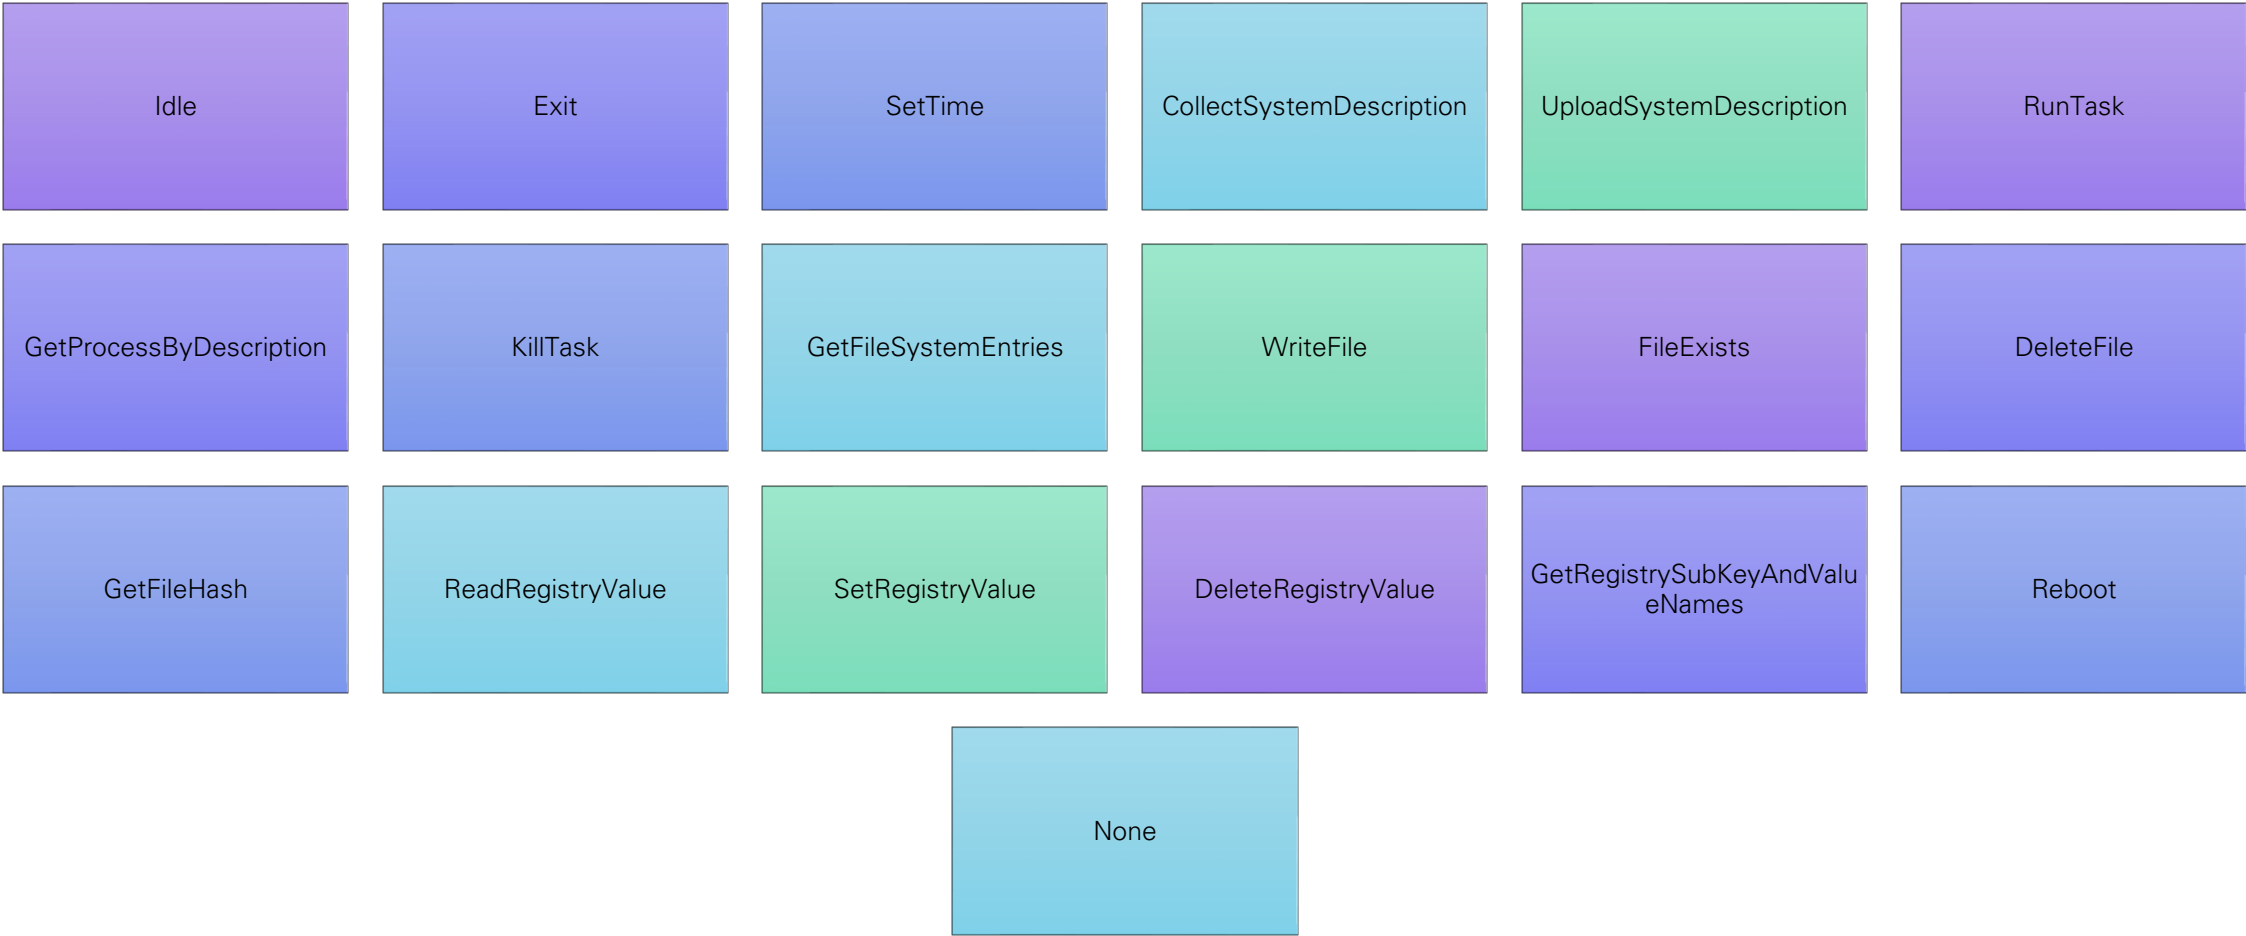 Idle
Exit
SetTime
CollectSystemDescription
UploadSystemDescription
RunTask
GetProcessByDescription
KillTask
GetFileSystemEntries
WriteFile
FileExists
DeleteFile
GetFileHash
ReadRegistryValue
SetRegistryValue
DeleteRegistryValue
GetRegistrySubKeyAndValu
eNames
Reboot
None